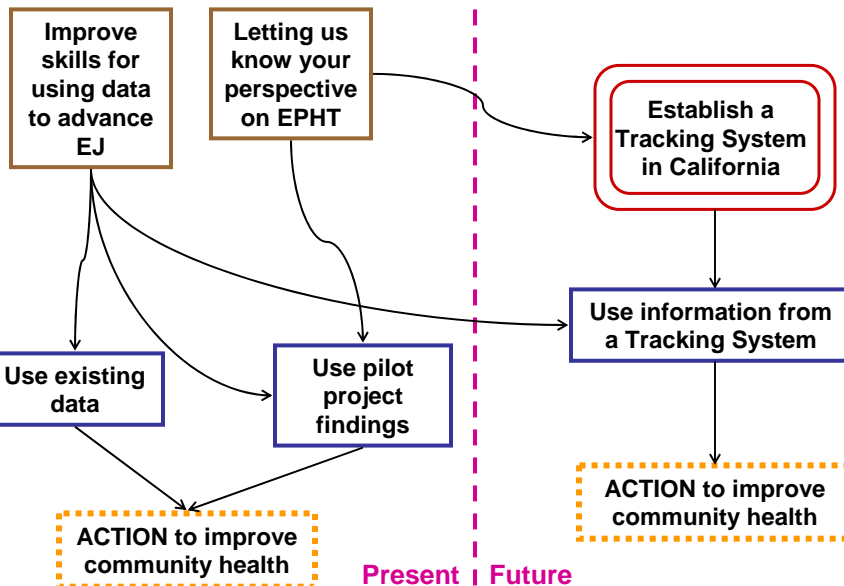 Improve
skills for
using data
to advance
EJ
Letting us
know your
perspective
on EPHT
Establish a
Tracking System
in California
Use information from
a Tracking System
Use existing
data
Use pilot
project
findings
ACTION to improve
community health
ACTION to improve
community health
Present
Future